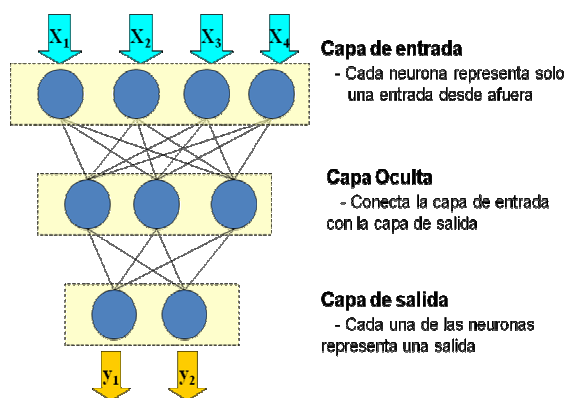 X1 X2 X3 X4
Capa de entrada
- Cada neurona representa solo
una entrada desde afuera
Capa Oculta
- Conecta la capa de entrada
con la capa de salida
Capa de salida
- Cada una de las neuronas
representa una salida
y1 y2